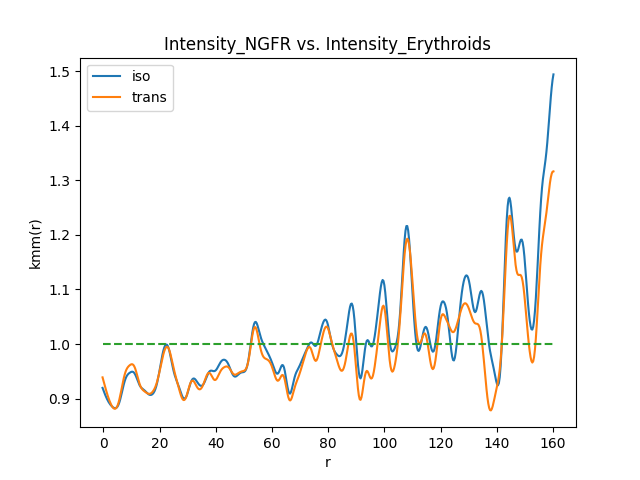 Intensity_NGFR vs. Intensity_Erythroids
iso
trans
1.5
1.4
1.3
1.2
1.1
1.0
0.9
kmm(r)
0 20 40 60 80 100 120 140 160
r